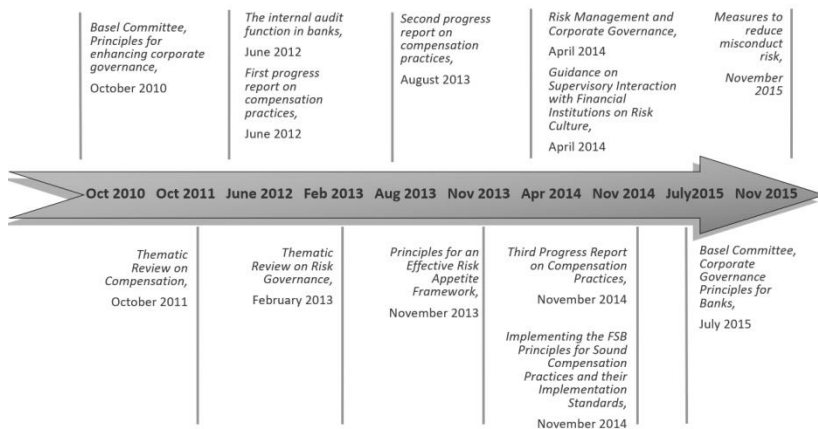 Basel Committee,
Principles for
enhancing corporate
governance,
October 2010
The internal audit
function in banks,
June 2012
First progress
report on
compensation
practices,
June 2012
Second progress
report on
compensation
practices,
August 2013
Risk Management and
Corporate Governance,
April 2014
Guidance on
Supervisory Interaction
with Financial
Institutions on Risk
Culture,
April 2014
Measures to
reduce
misconduct
risk,
November
2015
Oct 2010 Oct 2011 June 2012 Feb 2013 Aug 2013 Nov 2013 Apr 2014 Nov 2014 July2015 Nov 2015
Thematic
Review on
Compensation,
October 2011
Thematic
Review on Risk
Governance,
February 2013
Principles for an
Effective Risk
Appetite
Framework,
November 2013
Third Progress Report
on Compensation
Practices,
November 2014
Implementing the FSB
Principles for Sound
Compensation
Practices and their
Implementation
Standards,
November 2014
Basel Committee,
Corporate
Governance
Principles for
Banks,
July 2015